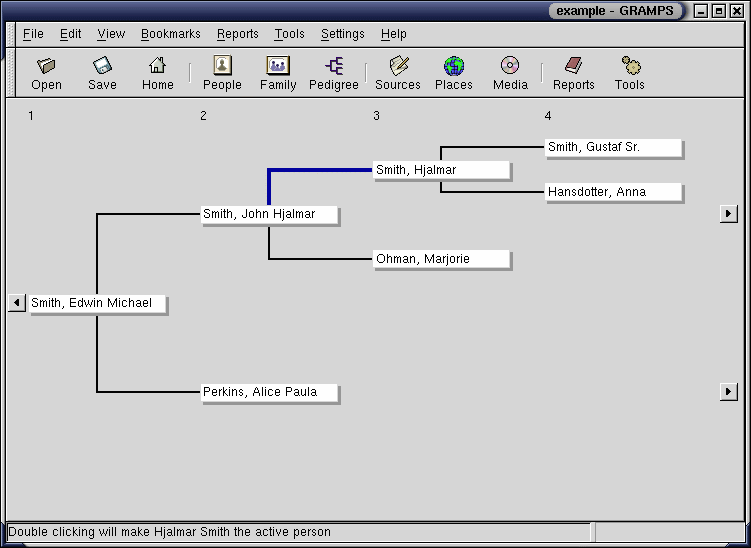 example - GRAMPS
File Edit View Bookmarks Reports Tools Settings Help
Open Save Home People Family Pedigree Sources Places Media Reports Tools
1 2 3 4
Smith, Gustaf Sr.
Smith, Hjalmar
Hansdotter, Anna
Smith, John Hjalmar
Ohman, Marjorie
Smith, Edwin Michael
Perkins, Alice Paula
Double clicking will make Hjalmar Smith the active person